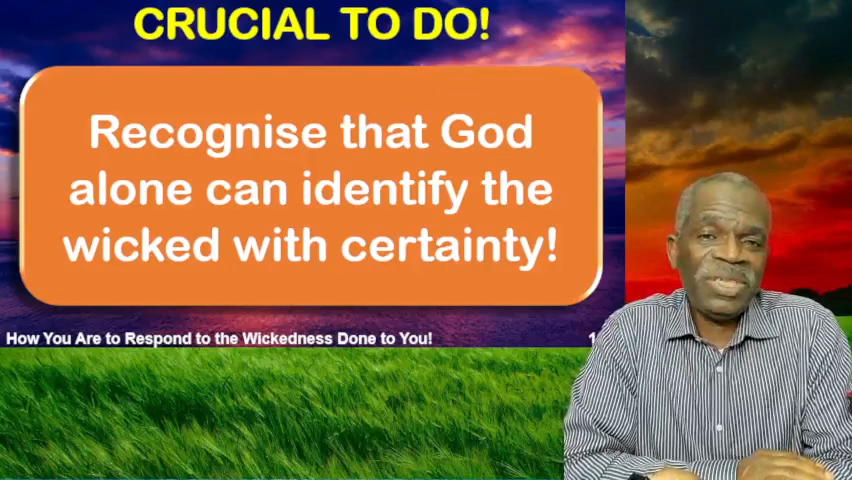 CRUCIAL TO DO!
Recognise that God
alone can identify the
wicked with certainty!
How You Are to Respond to the Wickedness Done to You! 1